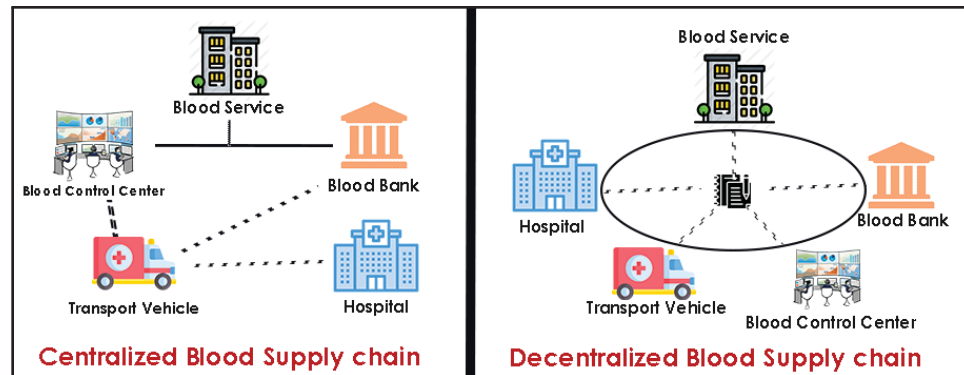 Blood Service
Blood Control Center
Blood Bank
Transport Vehicle
Hospital
Centralized Blood Supply chain
Blood Service
Hospital
Blood Bank
Transport Vehicle
Blood Control Center
Decentralized Blood Supply chain